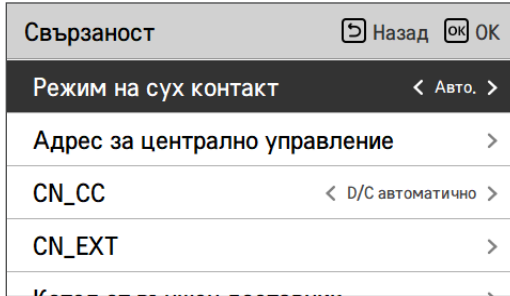 Свързаност Назад OK OK
Режим на сух контакт < Авто. >
Адрес за централно управление >
CN_CC < D/C автоматично >
CN_EXT >